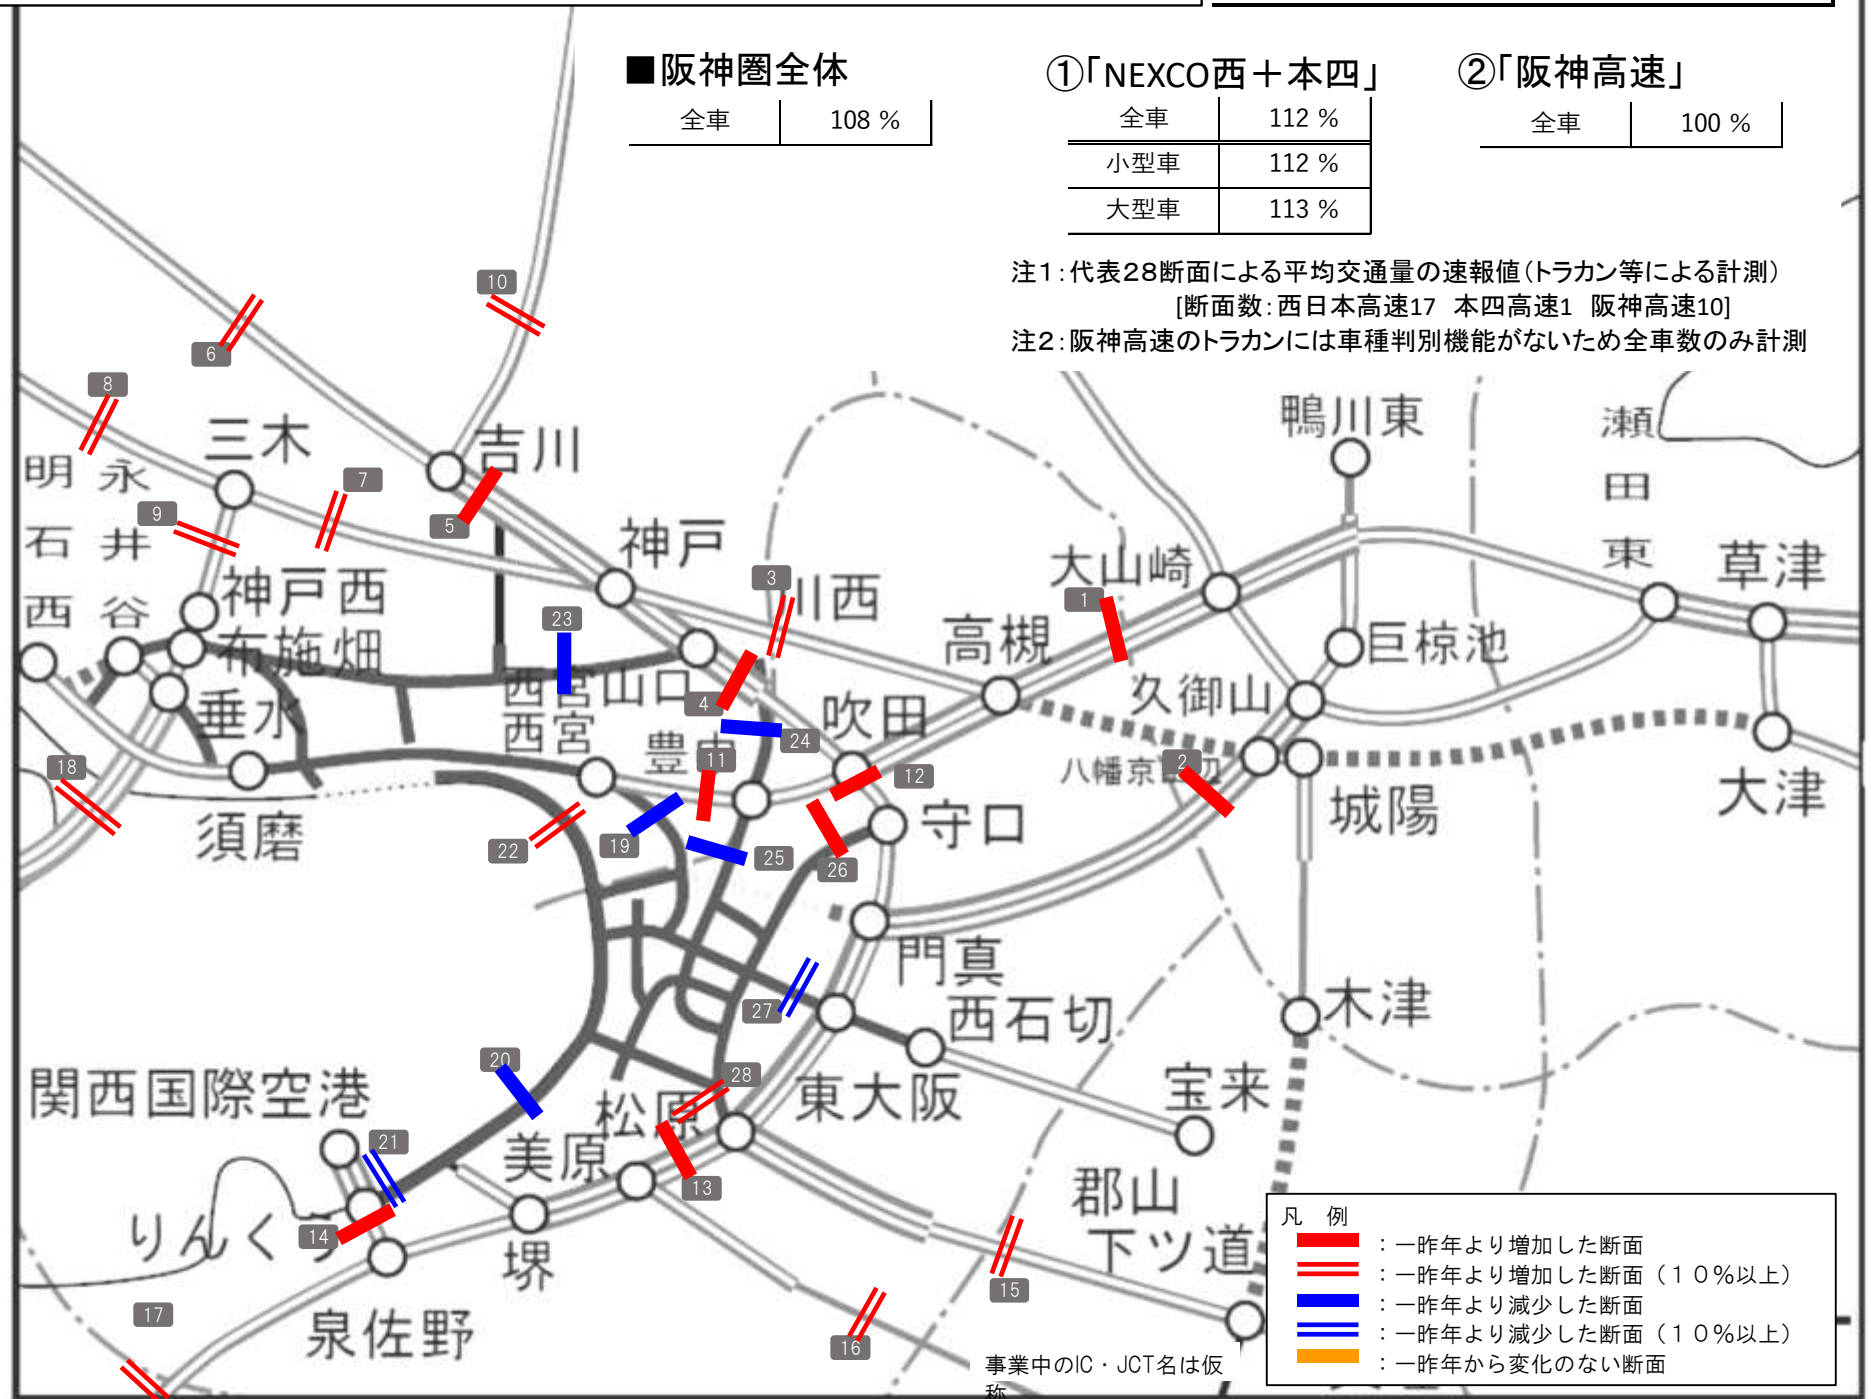 ■阪神圏全体
全車 108 %
①「NEXCO西＋本四」
全車 112 %
小型車 112 %
大型車 113 %
②「阪神高速」
全車 100 %
注１：代表２８断面による平均交通量の速報値（トラカン等による計測）
[断面数：西日本高速17　本四高速1　阪神高速10]
注２：阪神高速のトラカンには車種判別機能がないため全車数のみ計測
10
6
8
三木
吉川
鴨川東
瀬田東
明石西
永井谷
7
9
5
神戸
3
川西
大山崎
1
草津
神戸西
布施畑
23
高槻
巨椋池
西宮山口
4
久御山
垂水
西宮
24
吹田
豊中
11
12
2
18
大津
城陽
須磨
22
19
25
26
守口
門真
27
西石切
木津
20
28
関西国際空港
松原
東大阪
宝来
21
美原
13
郡山
下ツ道
14
りんくう
堺
15
17
泉佐野
16
事業中のIC・JCT名は仮
称
凡　例
：一昨年より増加した断面
：一昨年より増加した断面（１０％以上）
：一昨年より減少した断面
：一昨年より減少した断面（１０％以上）
：一昨年から変化のない断面